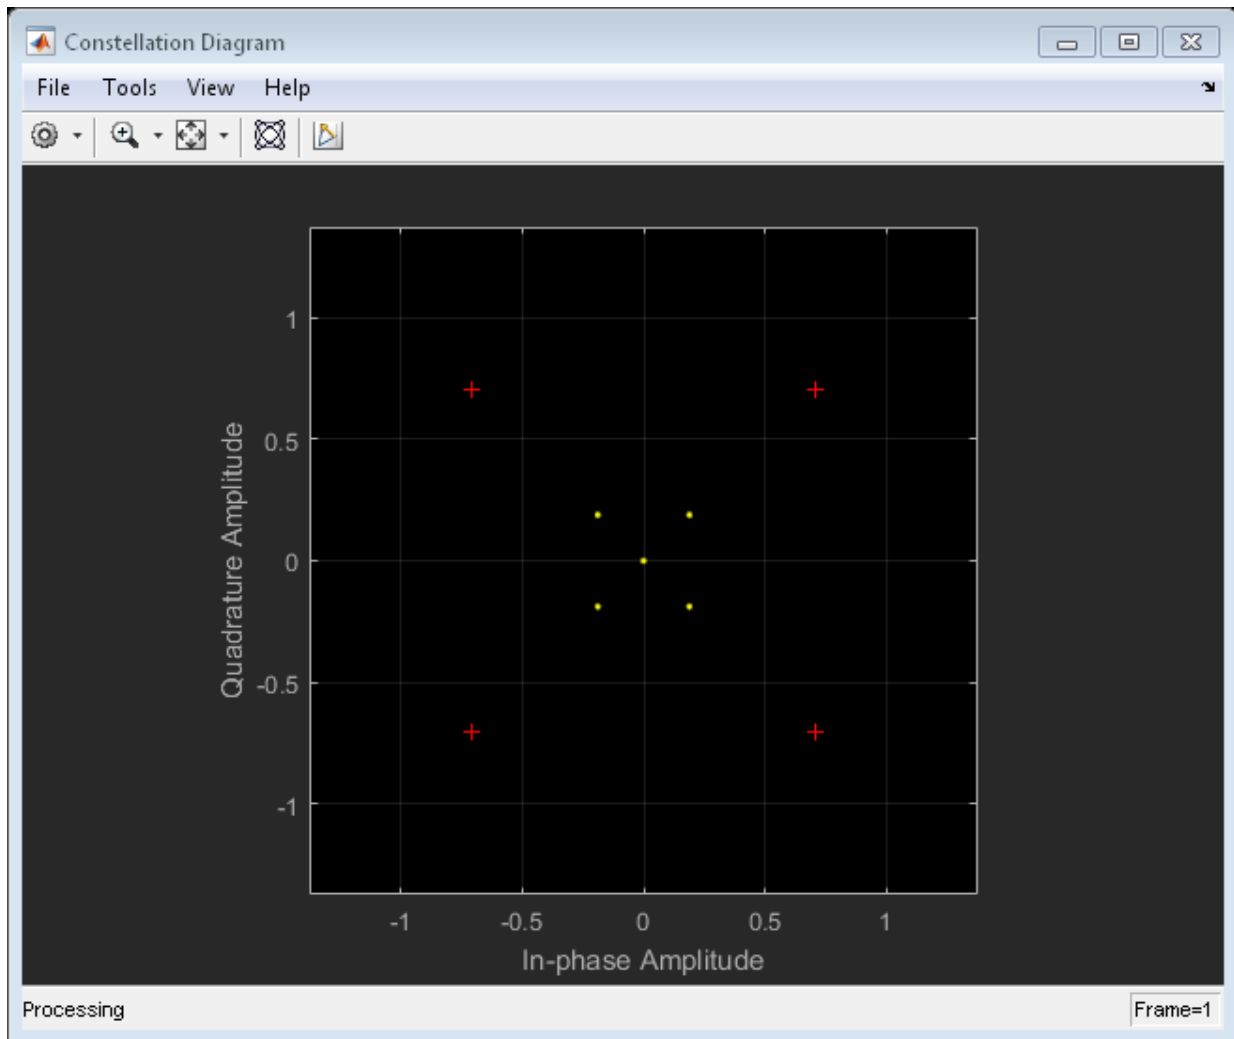 Constellation Diagram
File Tools View Help
1
0.5
0
-0.5
-1
Quadrature Amplitude
-1 -0.5 0 0.5 1
In-phase Amplitude
Processing
Frame=1